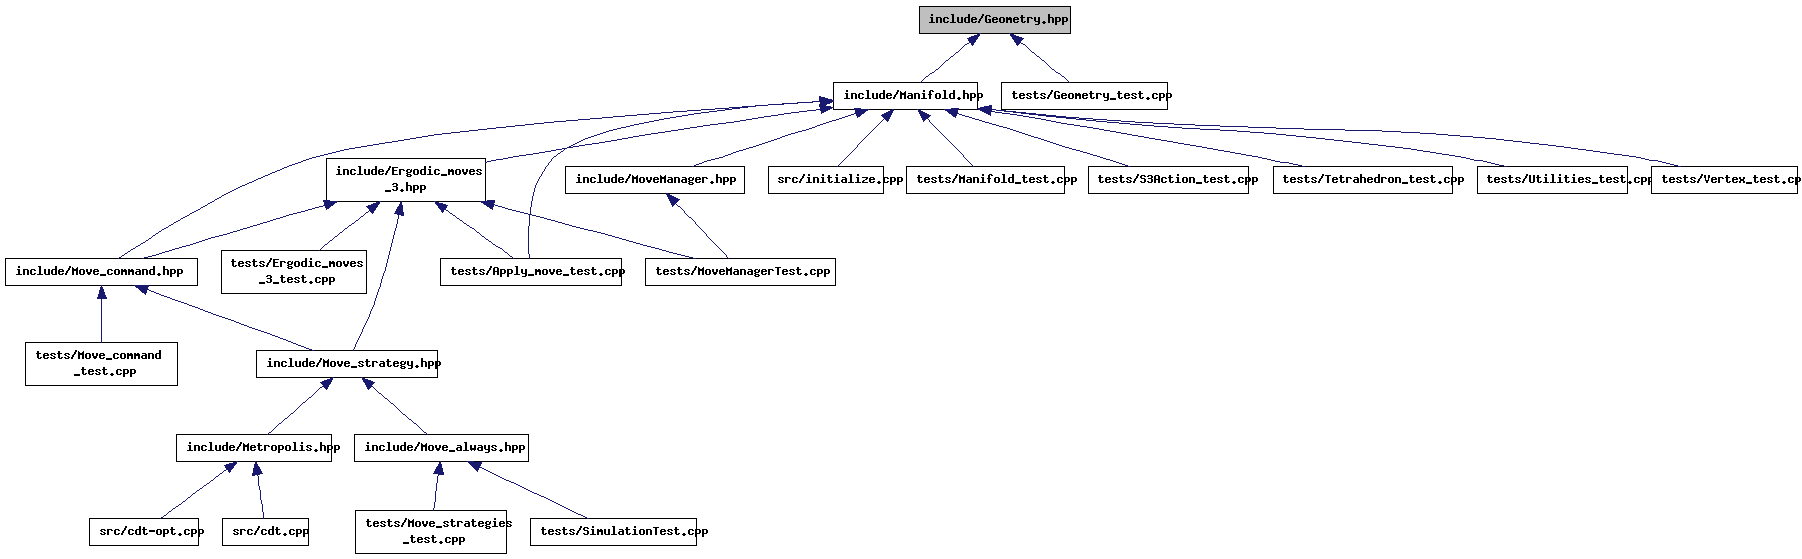 include/Geometry.hpp
include/Manifold.hpp
tests/Geometry_test.cpp
include/Ergodic_moves
_3.hpp
include/MoveManager.hpp
src/initialize.cpp
tests/Manifold_test.cpp
tests/S3Action_test.cpp
tests/Tetrahedron_test.cpp
tests/Utilities_test.cpp
tests/Vertex_test.cp
include/Move_command.hpp
tests/Ergodic_moves
_3_test.cpp
tests/Apply_move_test.cpp
tests/MoveManagerTest.cpp
tests/Move_command
_test.cpp
include/Move_strategy.hpp
include/Metropolis.hpp
include/Move_always.hpp
src/cdt-opt.cpp
src/cdt.cpp
tests/Move_strategies
_test.cpp
tests/SimulationTest.cpp